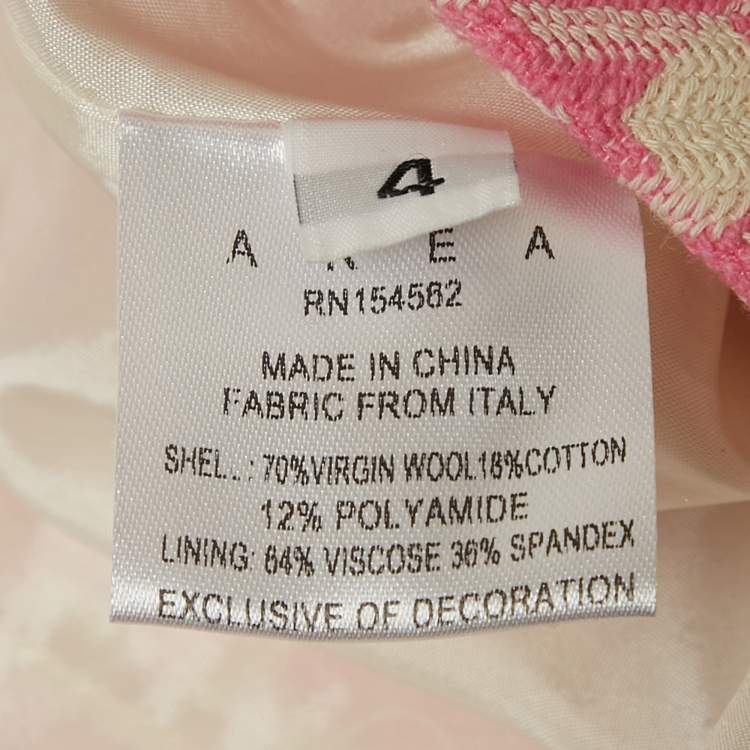 4
A R E A
RN154562
MADE IN CHINA
FABRIC FROM ITALY
SHELL: 70%VIRGIN WOOL18%COTTON
12% POLYAMIDE
LINING: 64% VISCOSE 36% SPANDEX
EXCLUSIVE OF DECORATION